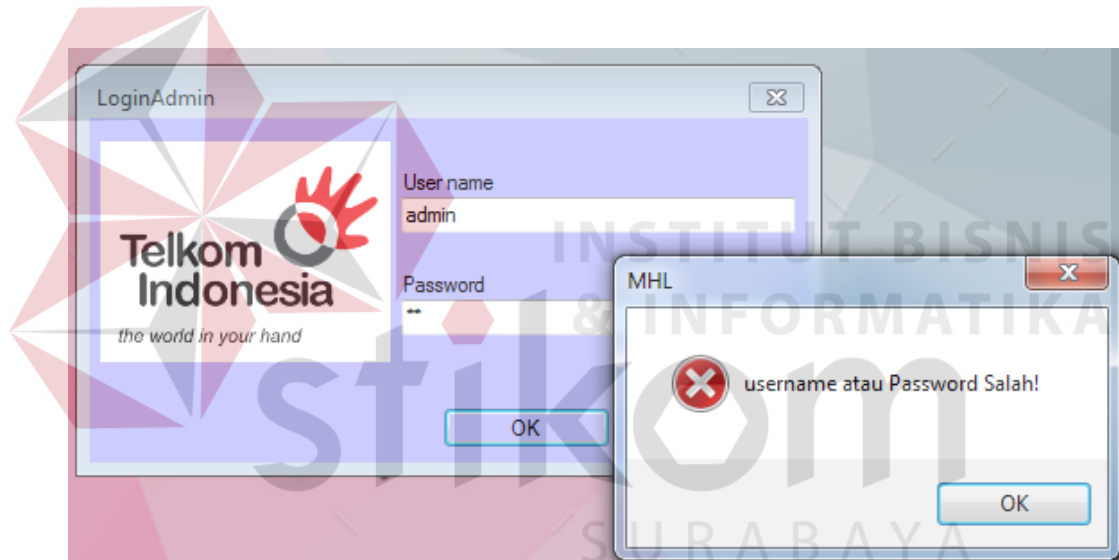 LoginAdmin
Telkom
Indonesia
the world in your hand
User name
admin
Password
**
OK
MHL
username atau Password Salah!
OK
INSTITUT BISNIS
& INFORMATIKA
stikom
SURABAYA